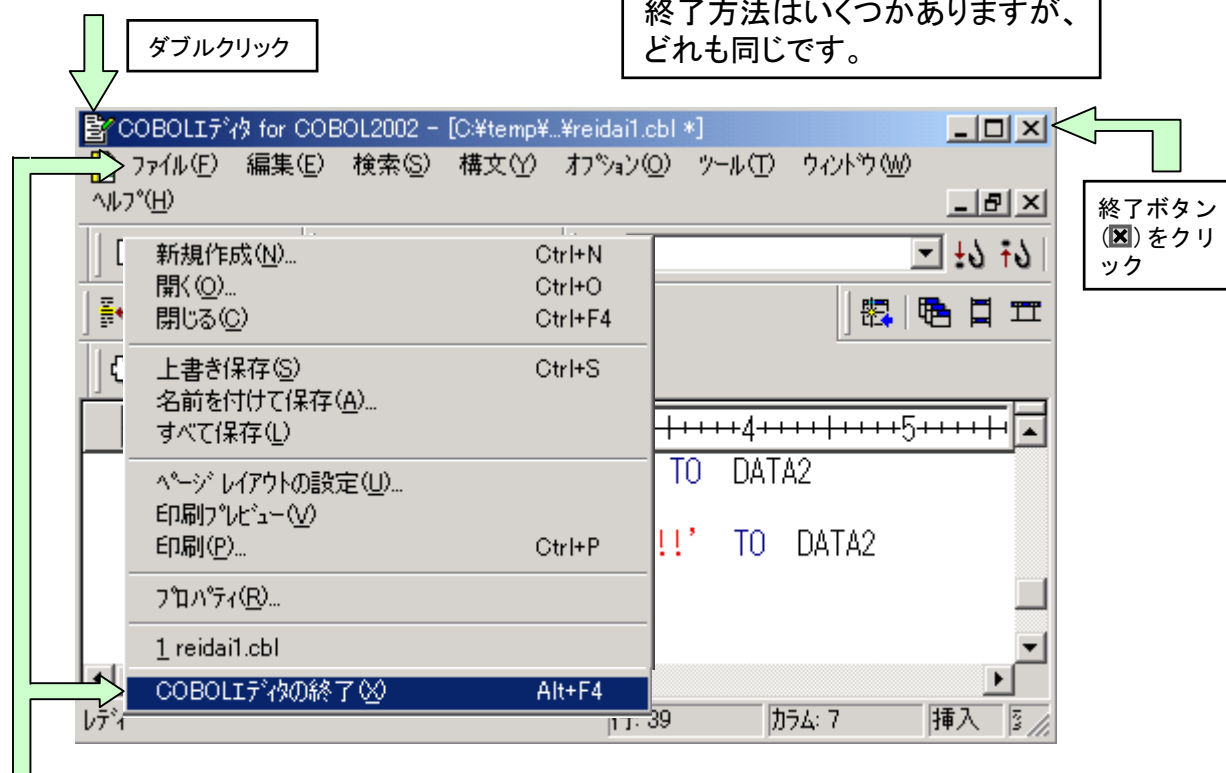 終了方法はいくつかありますが、
どれも同じです。
ダブルクリック
COBOLｴﾃﾞｨﾀ for COBOL2002 - [C:¥temp¥...¥reidai1.cbl *]
ﾌｧｲﾙ(F) 編集(E) 検索(S) 構文(Y) ｵﾌﾟｼｮﾝ(O) ﾂｰﾙ(T) ｳｨﾝﾄﾞｳ(W)
ﾍﾙﾌﾟ(H)
終了ボタン
(☒)をクリ
ック
新規作成(N)... Ctrl+N
開く(O)... Ctrl+O
閉じる(C) Ctrl+F4
上書き保存(S) Ctrl+S
名前を付けて保存(A)...
すべて保存(L)
ﾍﾟｰｼﾞ ﾚｲｱｳﾄの設定(U)...
印刷ﾌﾟﾚﾋﾞｭｰ(V)
印刷(P)... Ctrl+P
ﾌﾟﾛﾊﾟﾃｨ(R)...
1 reidai1.cbl
COBOLｴﾃﾞｨﾀの終了(X) Alt+F4
++++4++++|++++5++++|
TO DATA2
!!' TO DATA2
ﾚﾃﾞｨ
行: 39 ｶﾗﾑ: 7 挿入